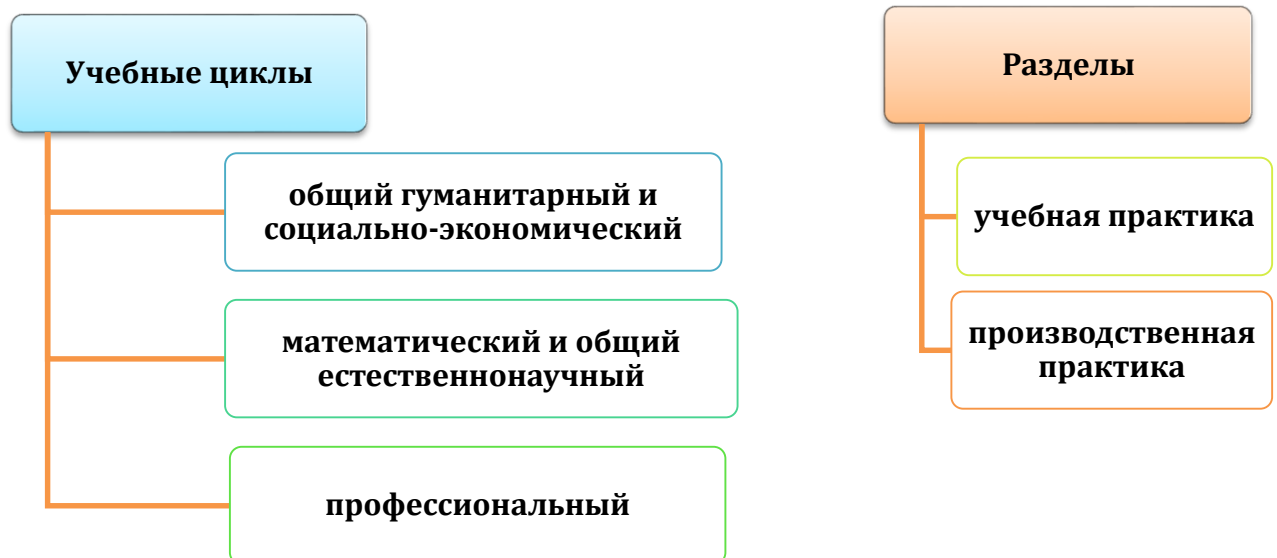 Учебные циклы
общий гуманитарный и
социально-экономический
математический и общий
естественнонаучный
профессиональный
Разделы
учебная практика
производственная
практика